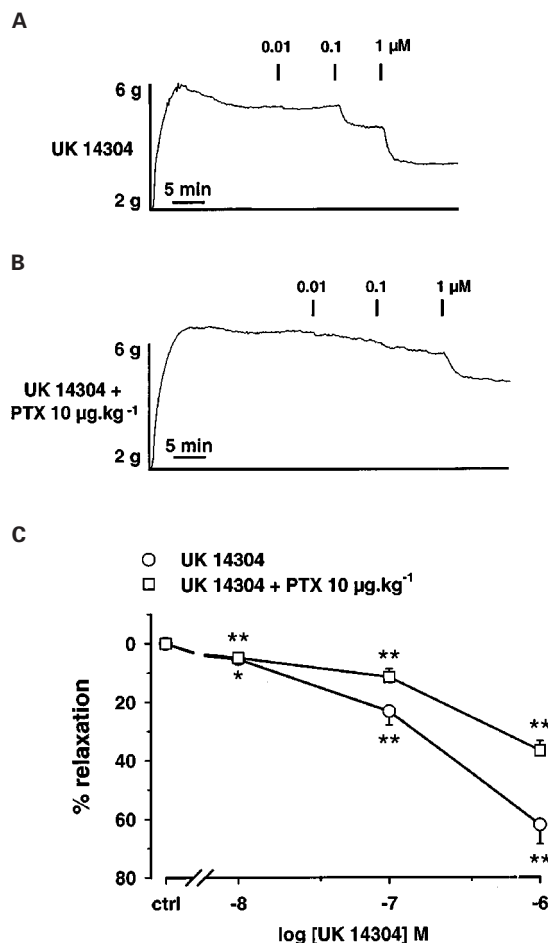 A
0.01 0.1 1 µM
6 g
UK 14304
5 min
2 g
B
0.01 0.1 1 µM
6 g
UK 14304 +
PTX 10 µg.kg⁻¹
5 min
2 g
C
UK 14304
UK 14304 + PTX 10 µg.kg⁻¹
0
20
40
60
80
% relaxation
**
*
**
**
**
**
ctrl -8 -7 -6
log [UK 14304] M